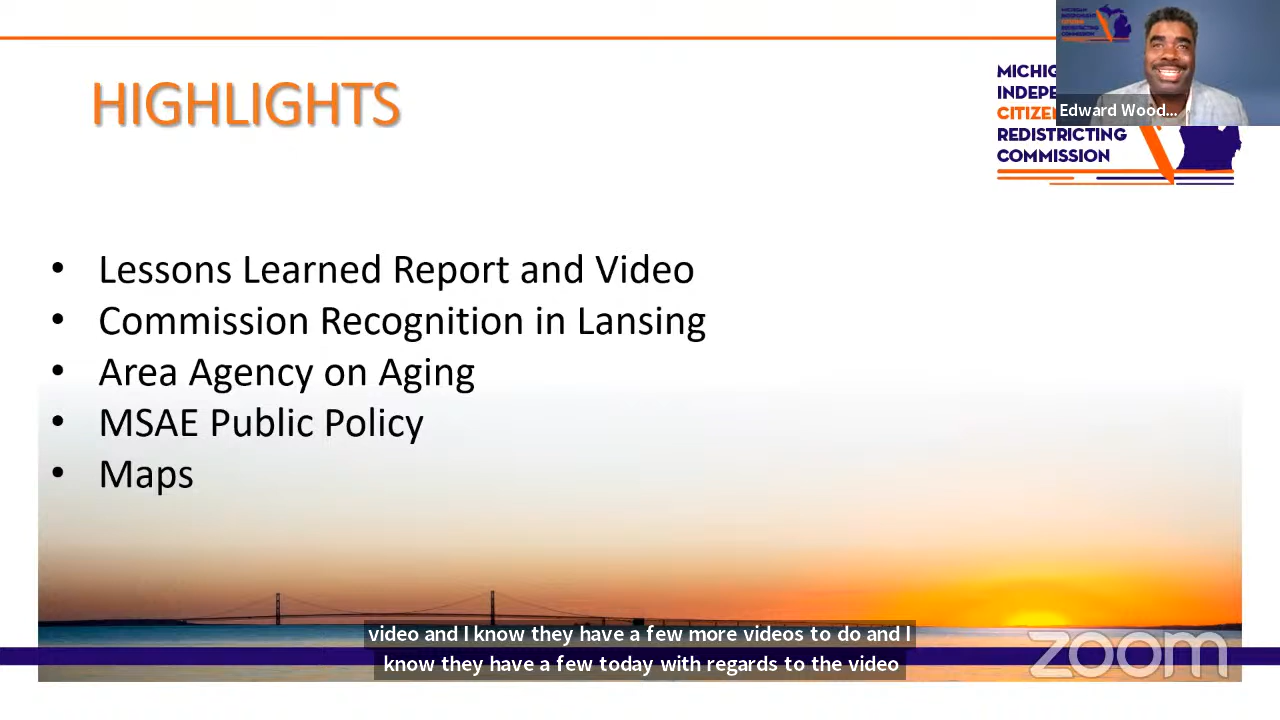 HIGHLIGHTS
MICHIG
INDEPE
CITIZE
REDISTRICTING
COMMISSION
Edward Wood...
• Lessons Learned Report and Video
• Commission Recognition in Lansing
• Area Agency on Aging
• MSAE Public Policy
• Maps
video and I know they have a few more videos to do and I
know they have a few today with regards to the video
zoom